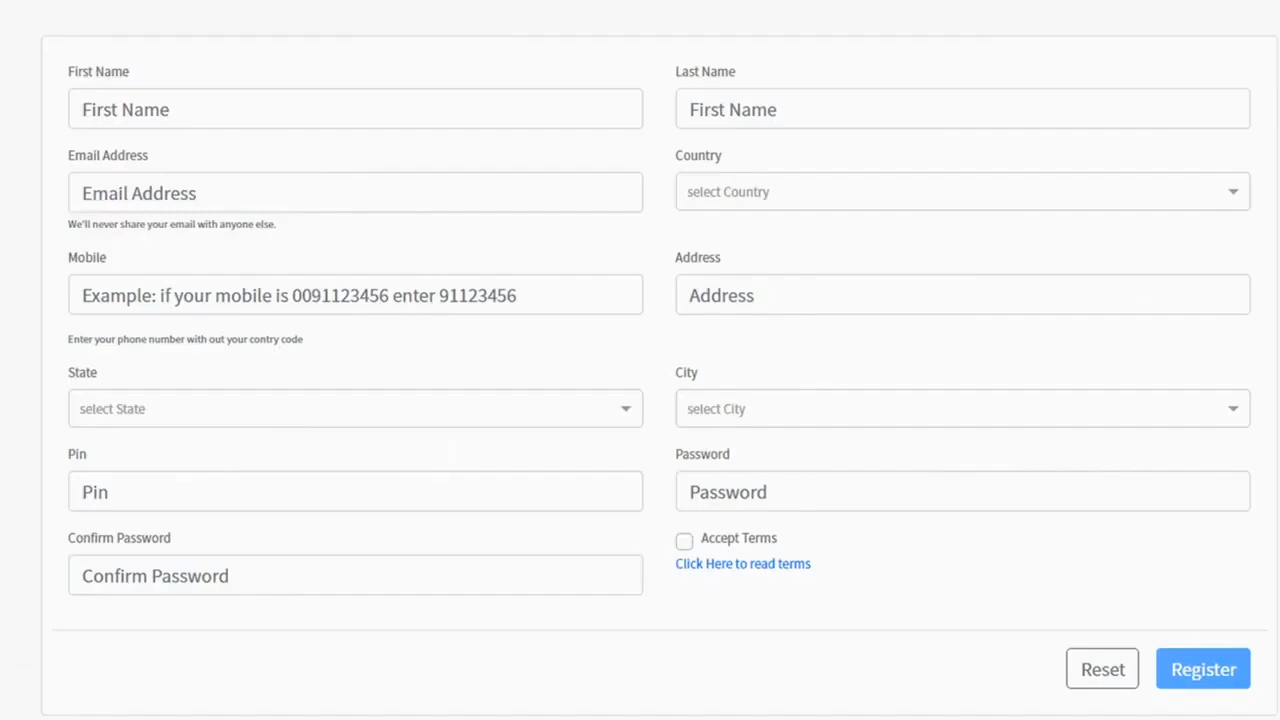 First Name
Last Name
First Name
First Name
Email Address
Country
Email Address
select Country
We'll never share your email with anyone else.
Mobile
Address
Example: if your mobile is 0091123456 enter 91123456
Address
Enter your phone number with out your contry code
State
City
select State
select City
Pin
Password
Pin
Password
Confirm Password
Accept Terms
Click Here to read terms
Confirm Password
Reset
Register